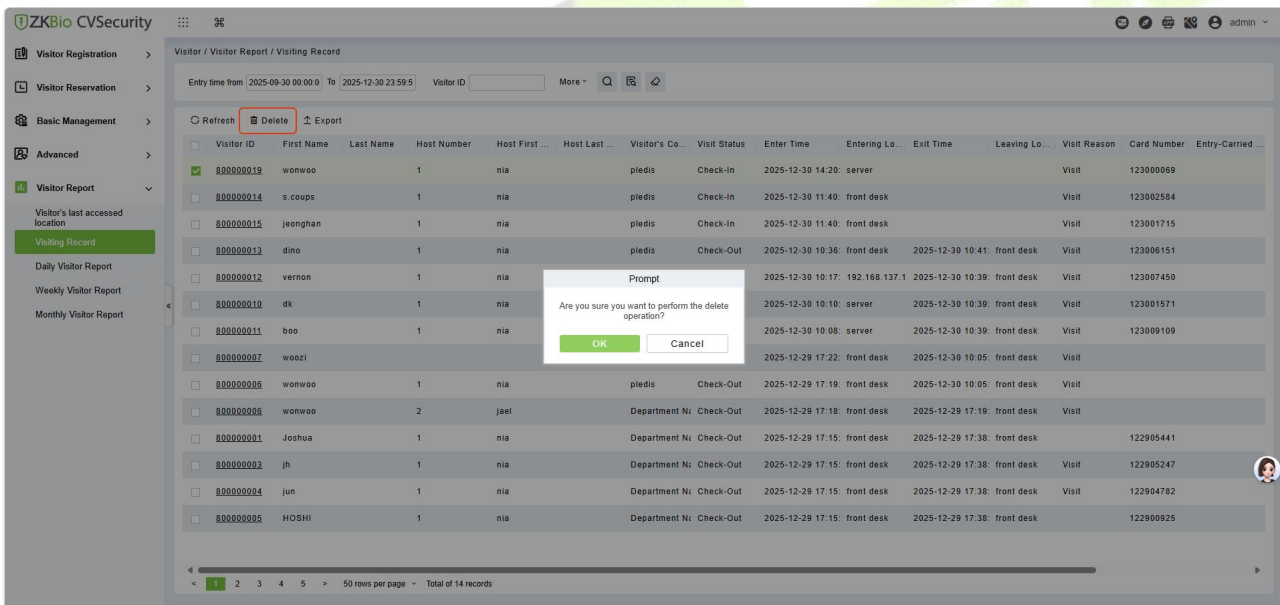 ZKBio CVSecurity
admin
Visitor Registration
Visitor Reservation
Basic Management
Advanced
Visitor Report
Visitor's last accessed
location
Visiting Record
Daily Visitor Report
Weekly Visitor Report
Monthly Visitor Report
Visitor / Visitor Report / Visiting Record
Entry time from 2025-09-30 00:00:0 To 2025-12-30 23:59:5 Visitor ID More
Refresh Delete Export
Visitor ID First Name Last Name Host Number Host First ... Host Last ... Visitor's Co... Visit Status Enter Time Entering Lo... Exit Time Leaving Lo... Visit Reason Card Number Entry-Carried ...
800000019 wonwoo 1 nia pledis Check-In 2025-12-30 14:20: server Visit 123000069
800000014 s.coups 1 nia pledis Check-In 2025-12-30 11:40: front desk Visit 123002584
800000015 jeonghan 1 nia pledis Check-In 2025-12-30 11:40: front desk Visit 123001715
800000013 dino 1 nia pledis Check-Out 2025-12-30 10:36: front desk 2025-12-30 10:41: front desk Visit 123006151
800000012 vernon 1 nia 2025-12-30 10:17: 192.168.137.1 2025-12-30 10:39: front desk Visit 123007450
800000010 dk 1 nia 2025-12-30 10:10: server 2025-12-30 10:39: front desk Visit 123001571
800000011 boo 1 nia 2025-12-30 10:08: server 2025-12-30 10:39: front desk Visit 123009109
800000007 woozi 2025-12-29 17:22: front desk 2025-12-30 10:05: front desk Visit
800000006 wonwoo 1 nia pledis Check-Out 2025-12-29 17:19: front desk 2025-12-30 10:05: front desk Visit
800000006 wonwoo 2 jael Department Na Check-Out 2025-12-29 17:18: front desk 2025-12-29 17:19: front desk Visit
800000001 Joshua 1 nia Department Na Check-Out 2025-12-29 17:15: front desk 2025-12-29 17:38: front desk 122905441
800000003 jh 1 nia Department Na Check-Out 2025-12-29 17:15: front desk 2025-12-29 17:38: front desk Visit 122905247
800000004 jun 1 nia Department Na Check-Out 2025-12-29 17:15: front desk 2025-12-29 17:38: front desk Visit 122904782
800000005 HOSHI 1 nia Department Na Check-Out 2025-12-29 17:15: front desk 2025-12-29 17:38: front desk 122900925
Prompt
Are you sure you want to perform the delete
operation?
OK Cancel
< 1 2 3 4 5 > 50 rows per page Total of 14 records